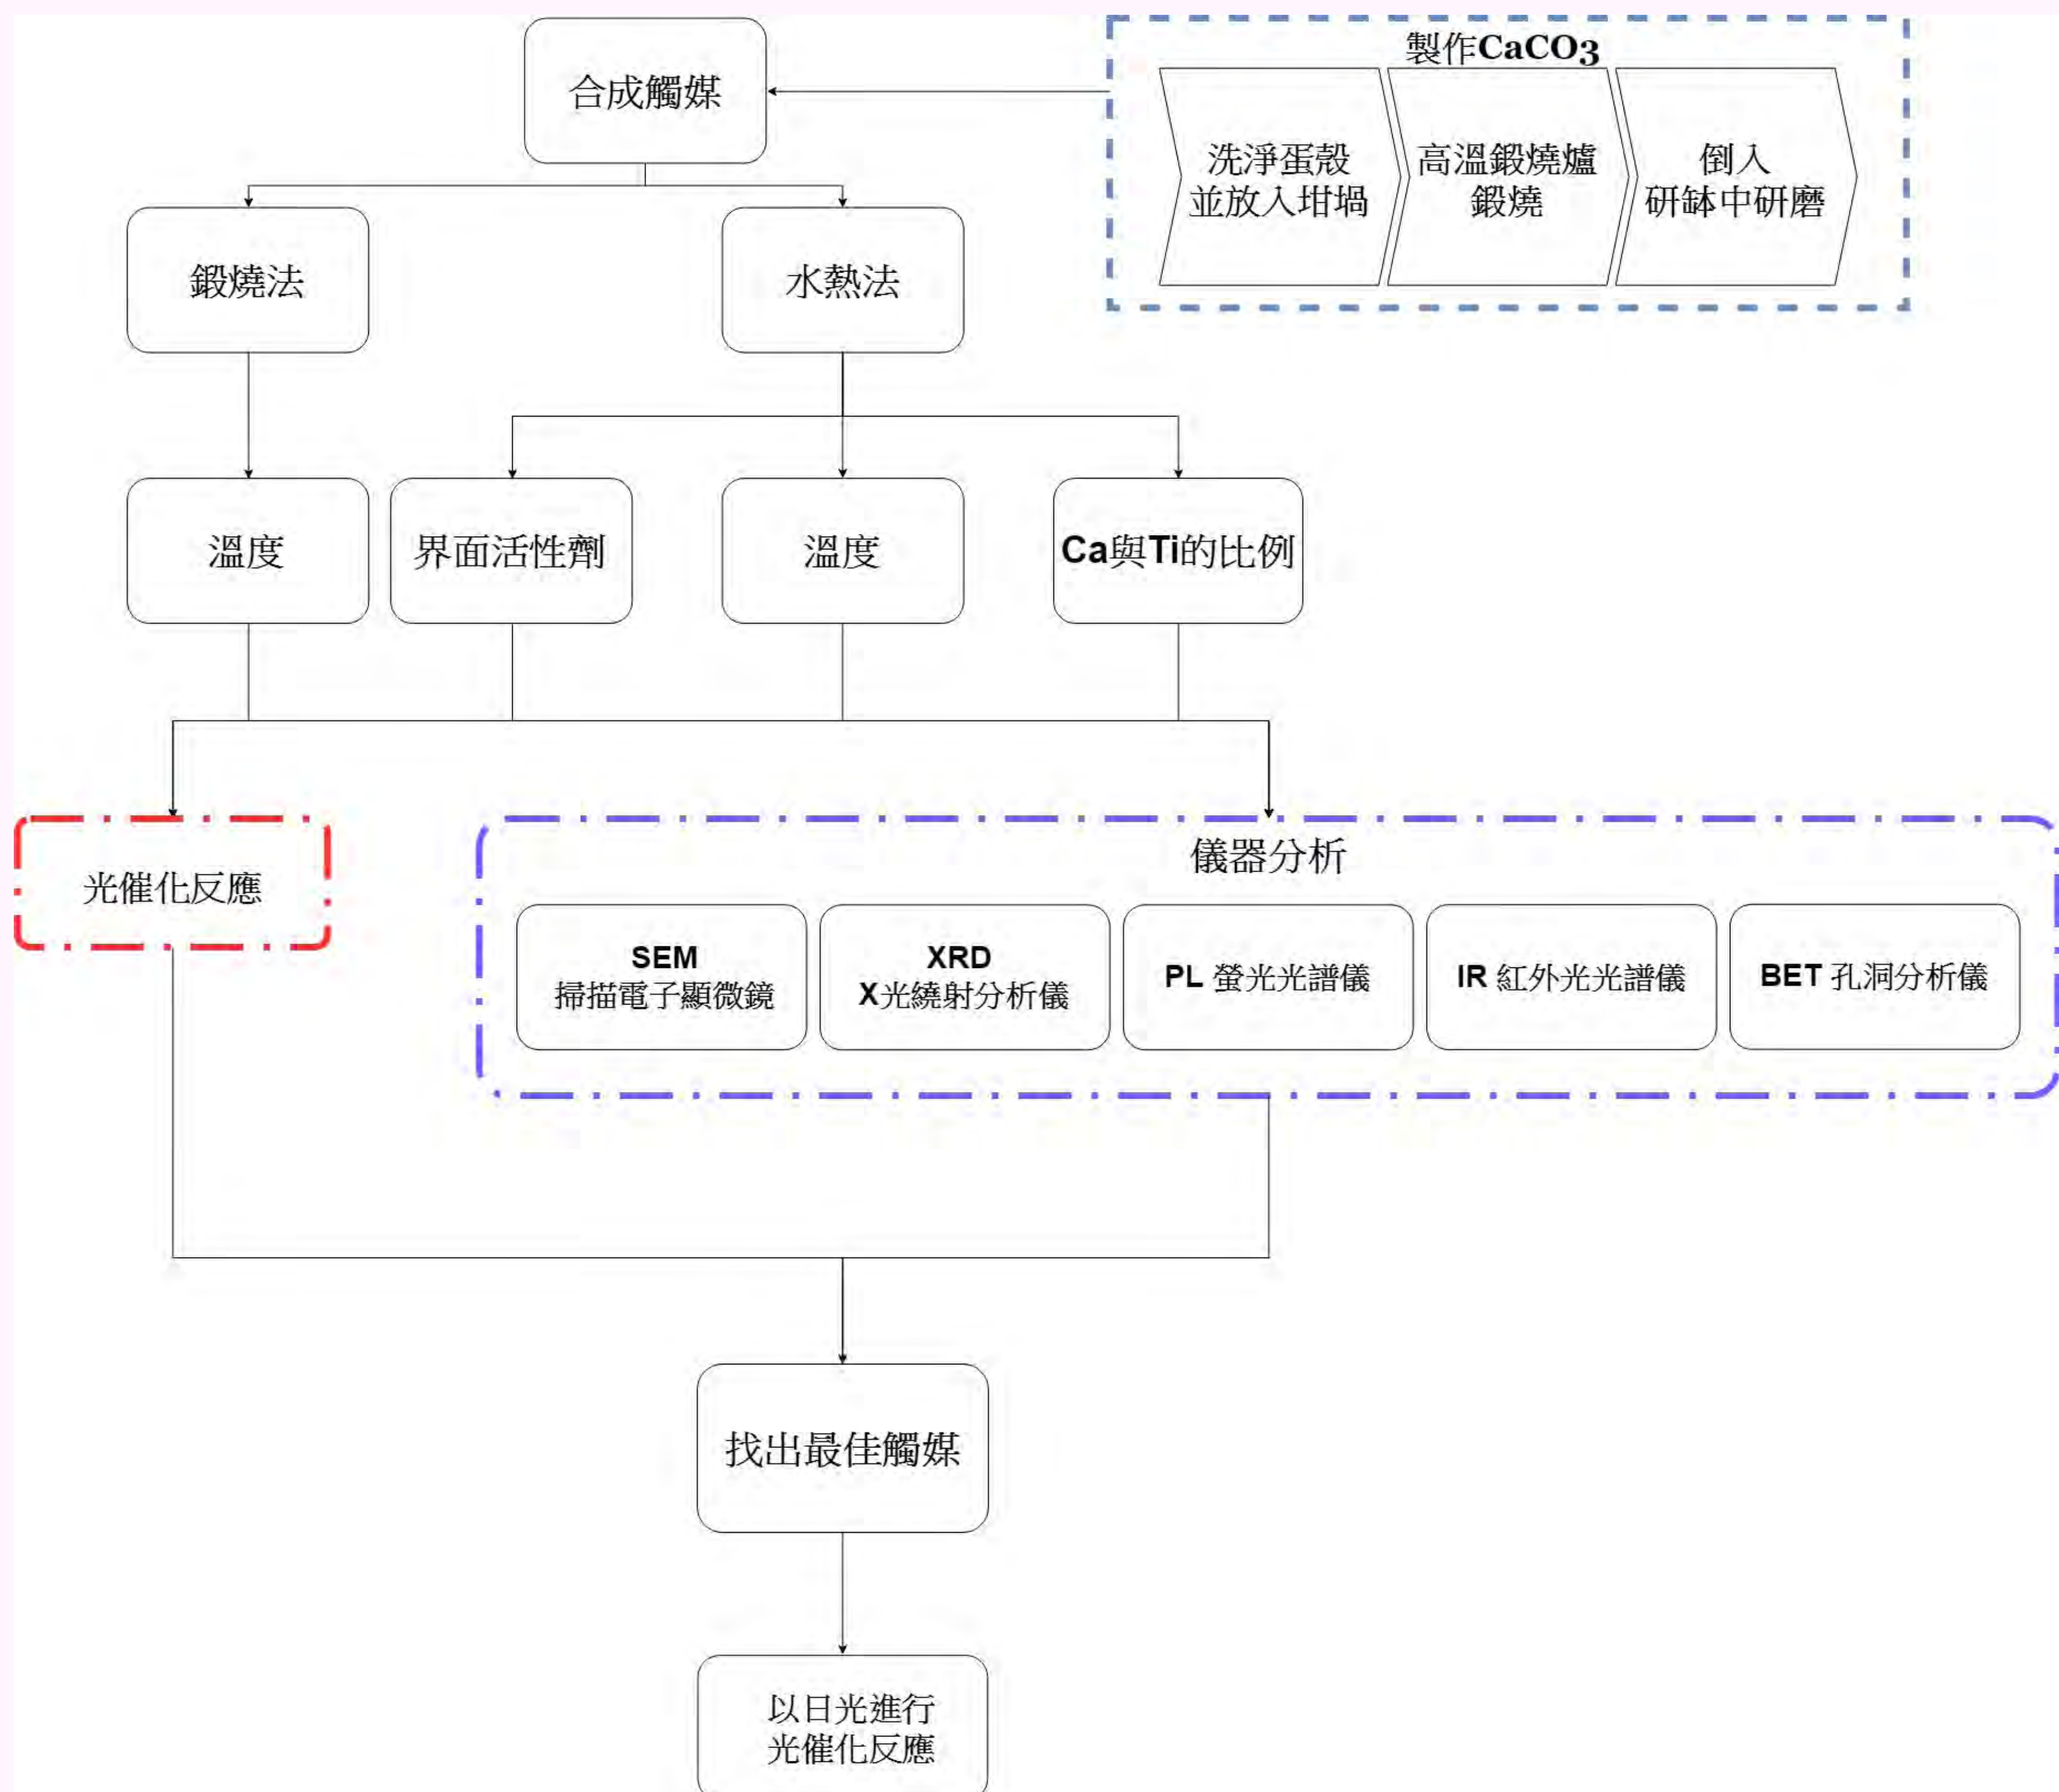 合成觸媒
製作CaCO3
洗淨蛋殼
並放入坩堝
高溫鍛燒爐
鍛燒
倒入
研缽中研磨
鍛燒法
水熱法
溫度
界面活性劑
溫度
Ca與Ti的比例
光催化反應
儀器分析
SEM
掃描電子顯微鏡
XRD
X光繞射分析儀
PL 螢光光譜儀
IR 紅外光光譜儀
BET 孔洞分析儀
找出最佳觸媒
以日光進行
光催化反應